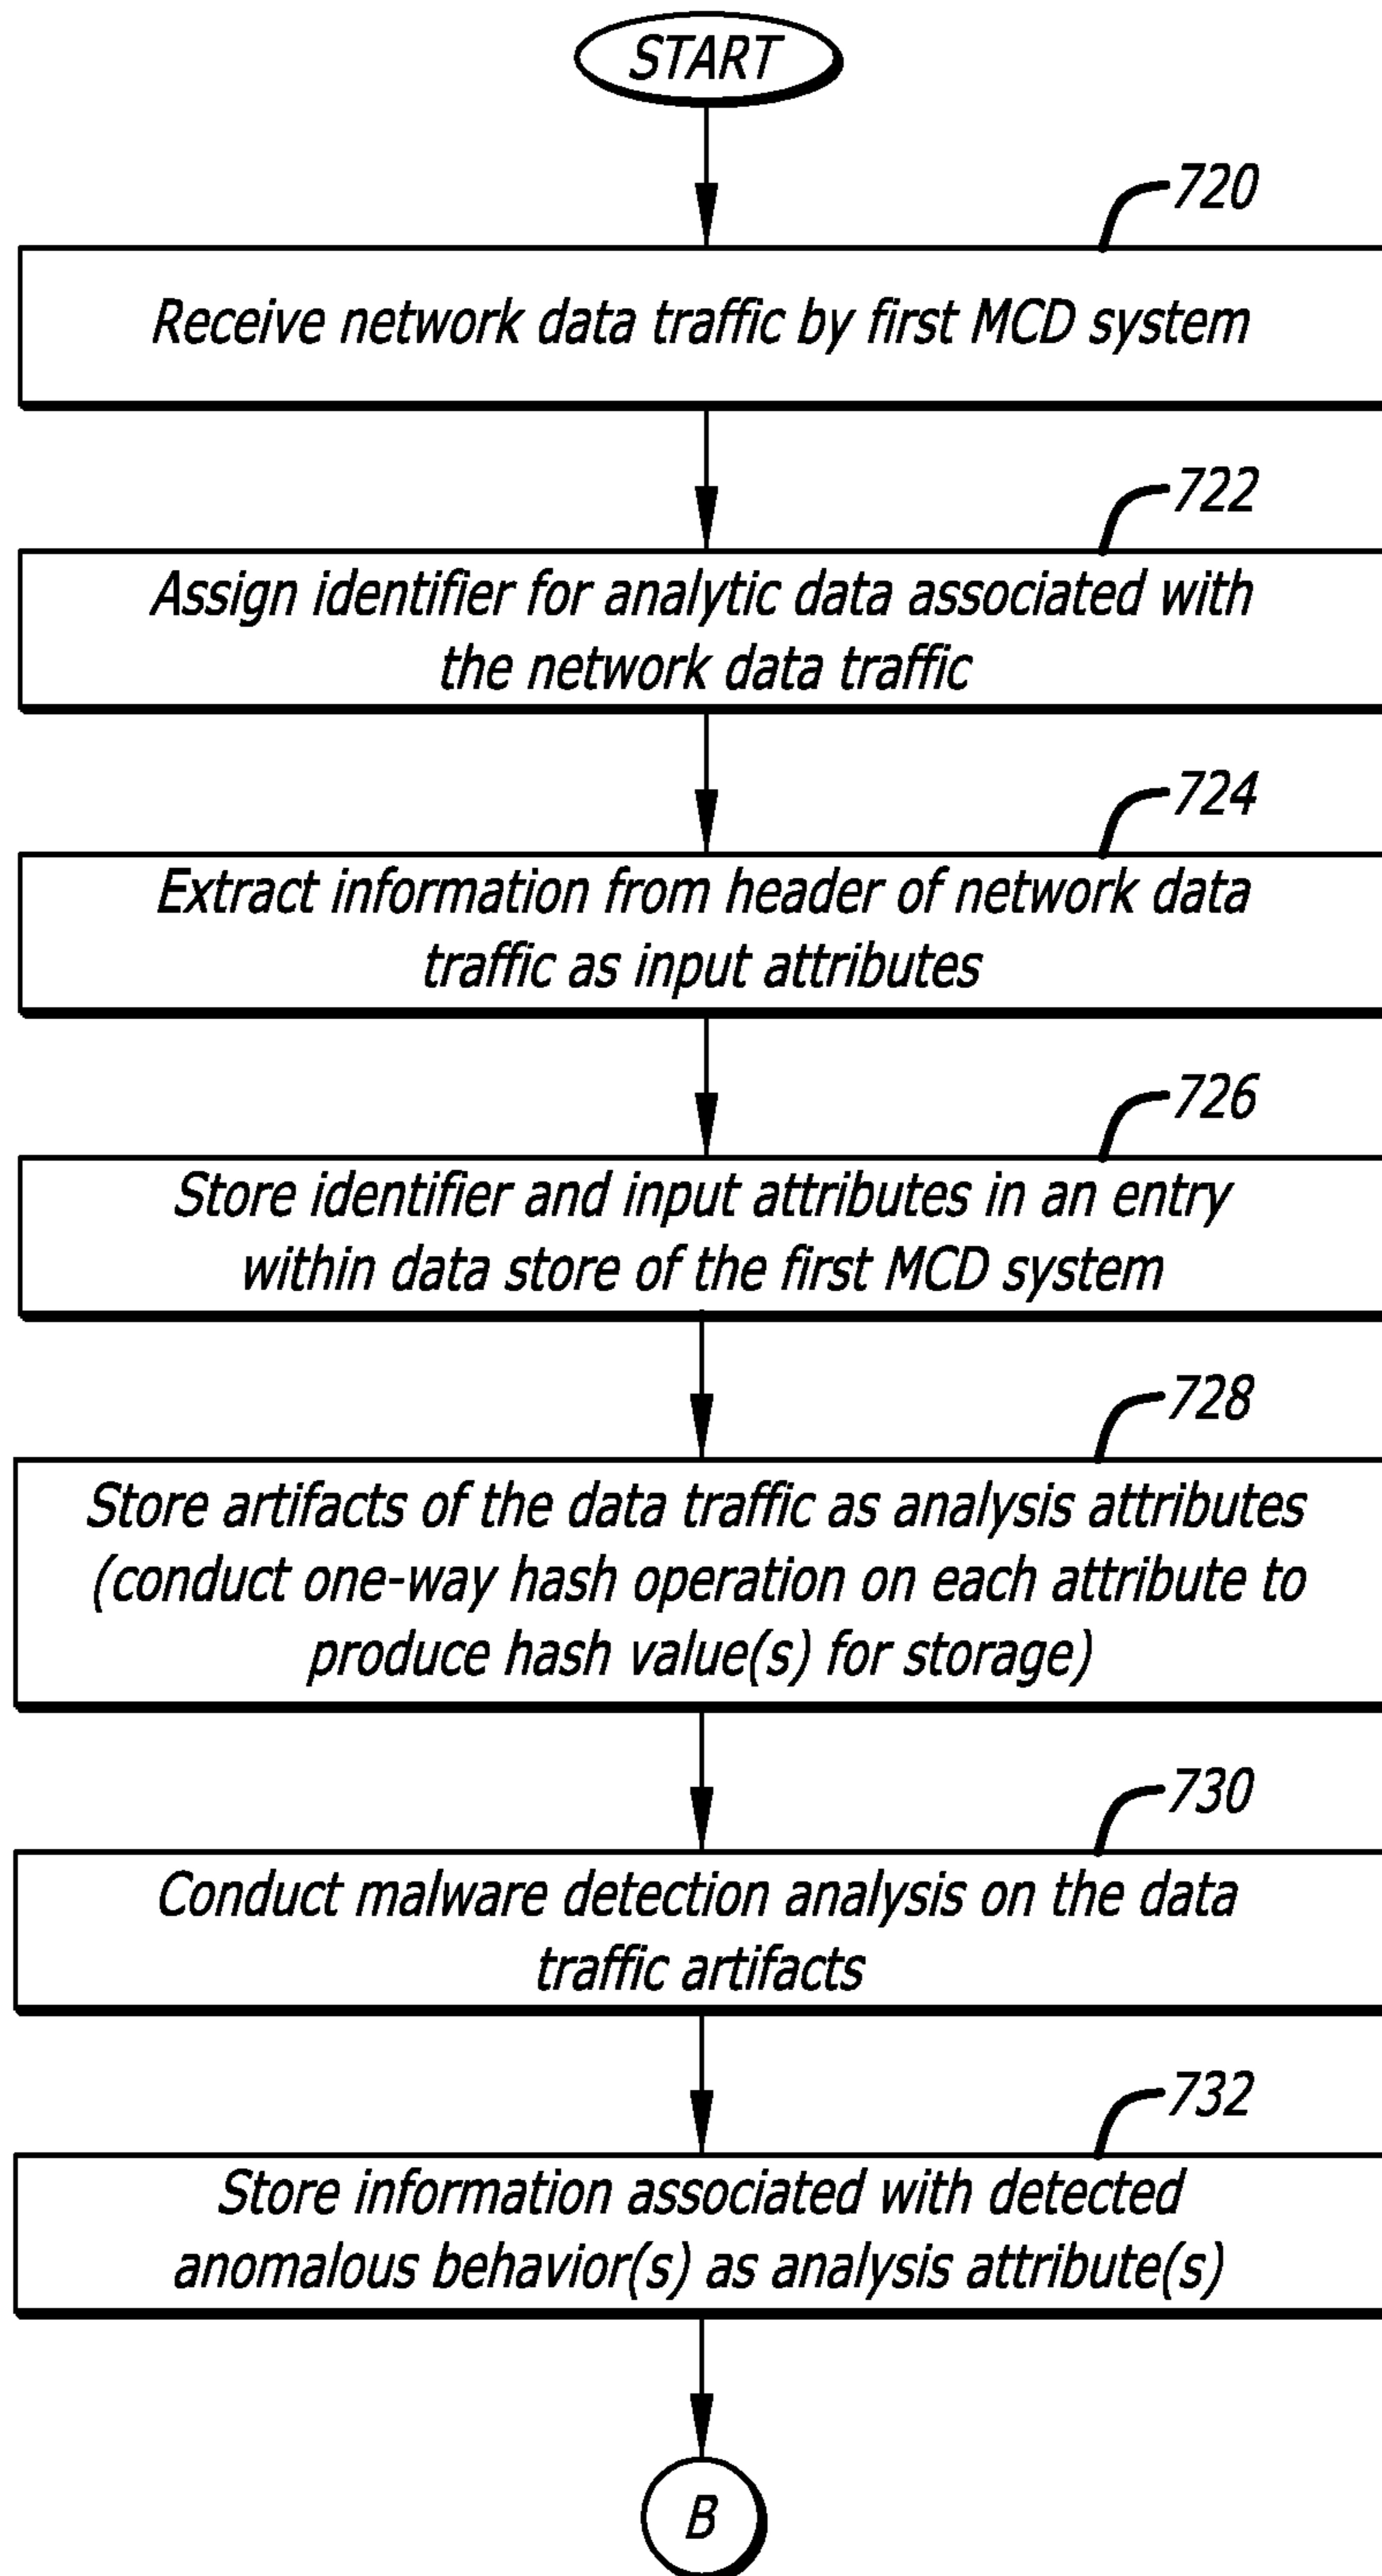 START
720
Receive network data traffic by first MCD system
722
Assign identifier for analytic data associated with
the network data traffic
724
Extract information from header of network data
traffic as input attributes
726
Store identifier and input attributes in an entry
within data store of the first MCD system
728
Store artifacts of the data traffic as analysis attributes
(conduct one-way hash operation on each attribute to
produce hash value(s) for storage)
730
Conduct malware detection analysis on the data
traffic artifacts
732
Store information associated with detected
anomalous behavior(s) as analysis attribute(s)
B